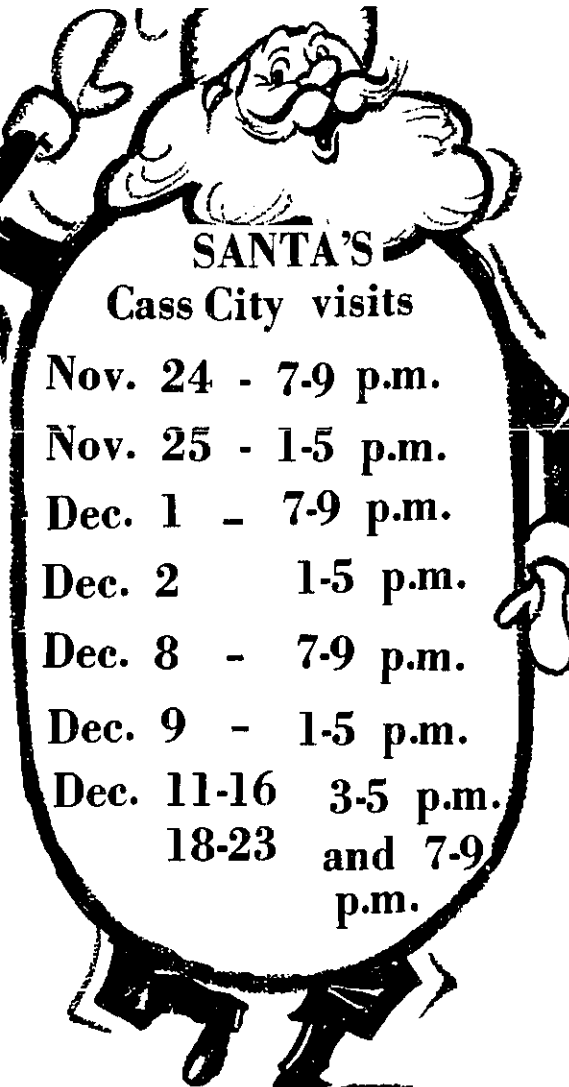 SANTA'S
Cass City visits
Nov. 24 - 7-9 p.m.
Nov. 25 - 1-5 p.m.
Dec. 1 - 7-9 p.m.
Dec. 2 1-5 p.m.
Dec. 8 - 7-9 p.m.
Dec. 9 - 1-5 p.m.
Dec. 11-16 3-5 p.m.
18-23 and 7-9
p.m.